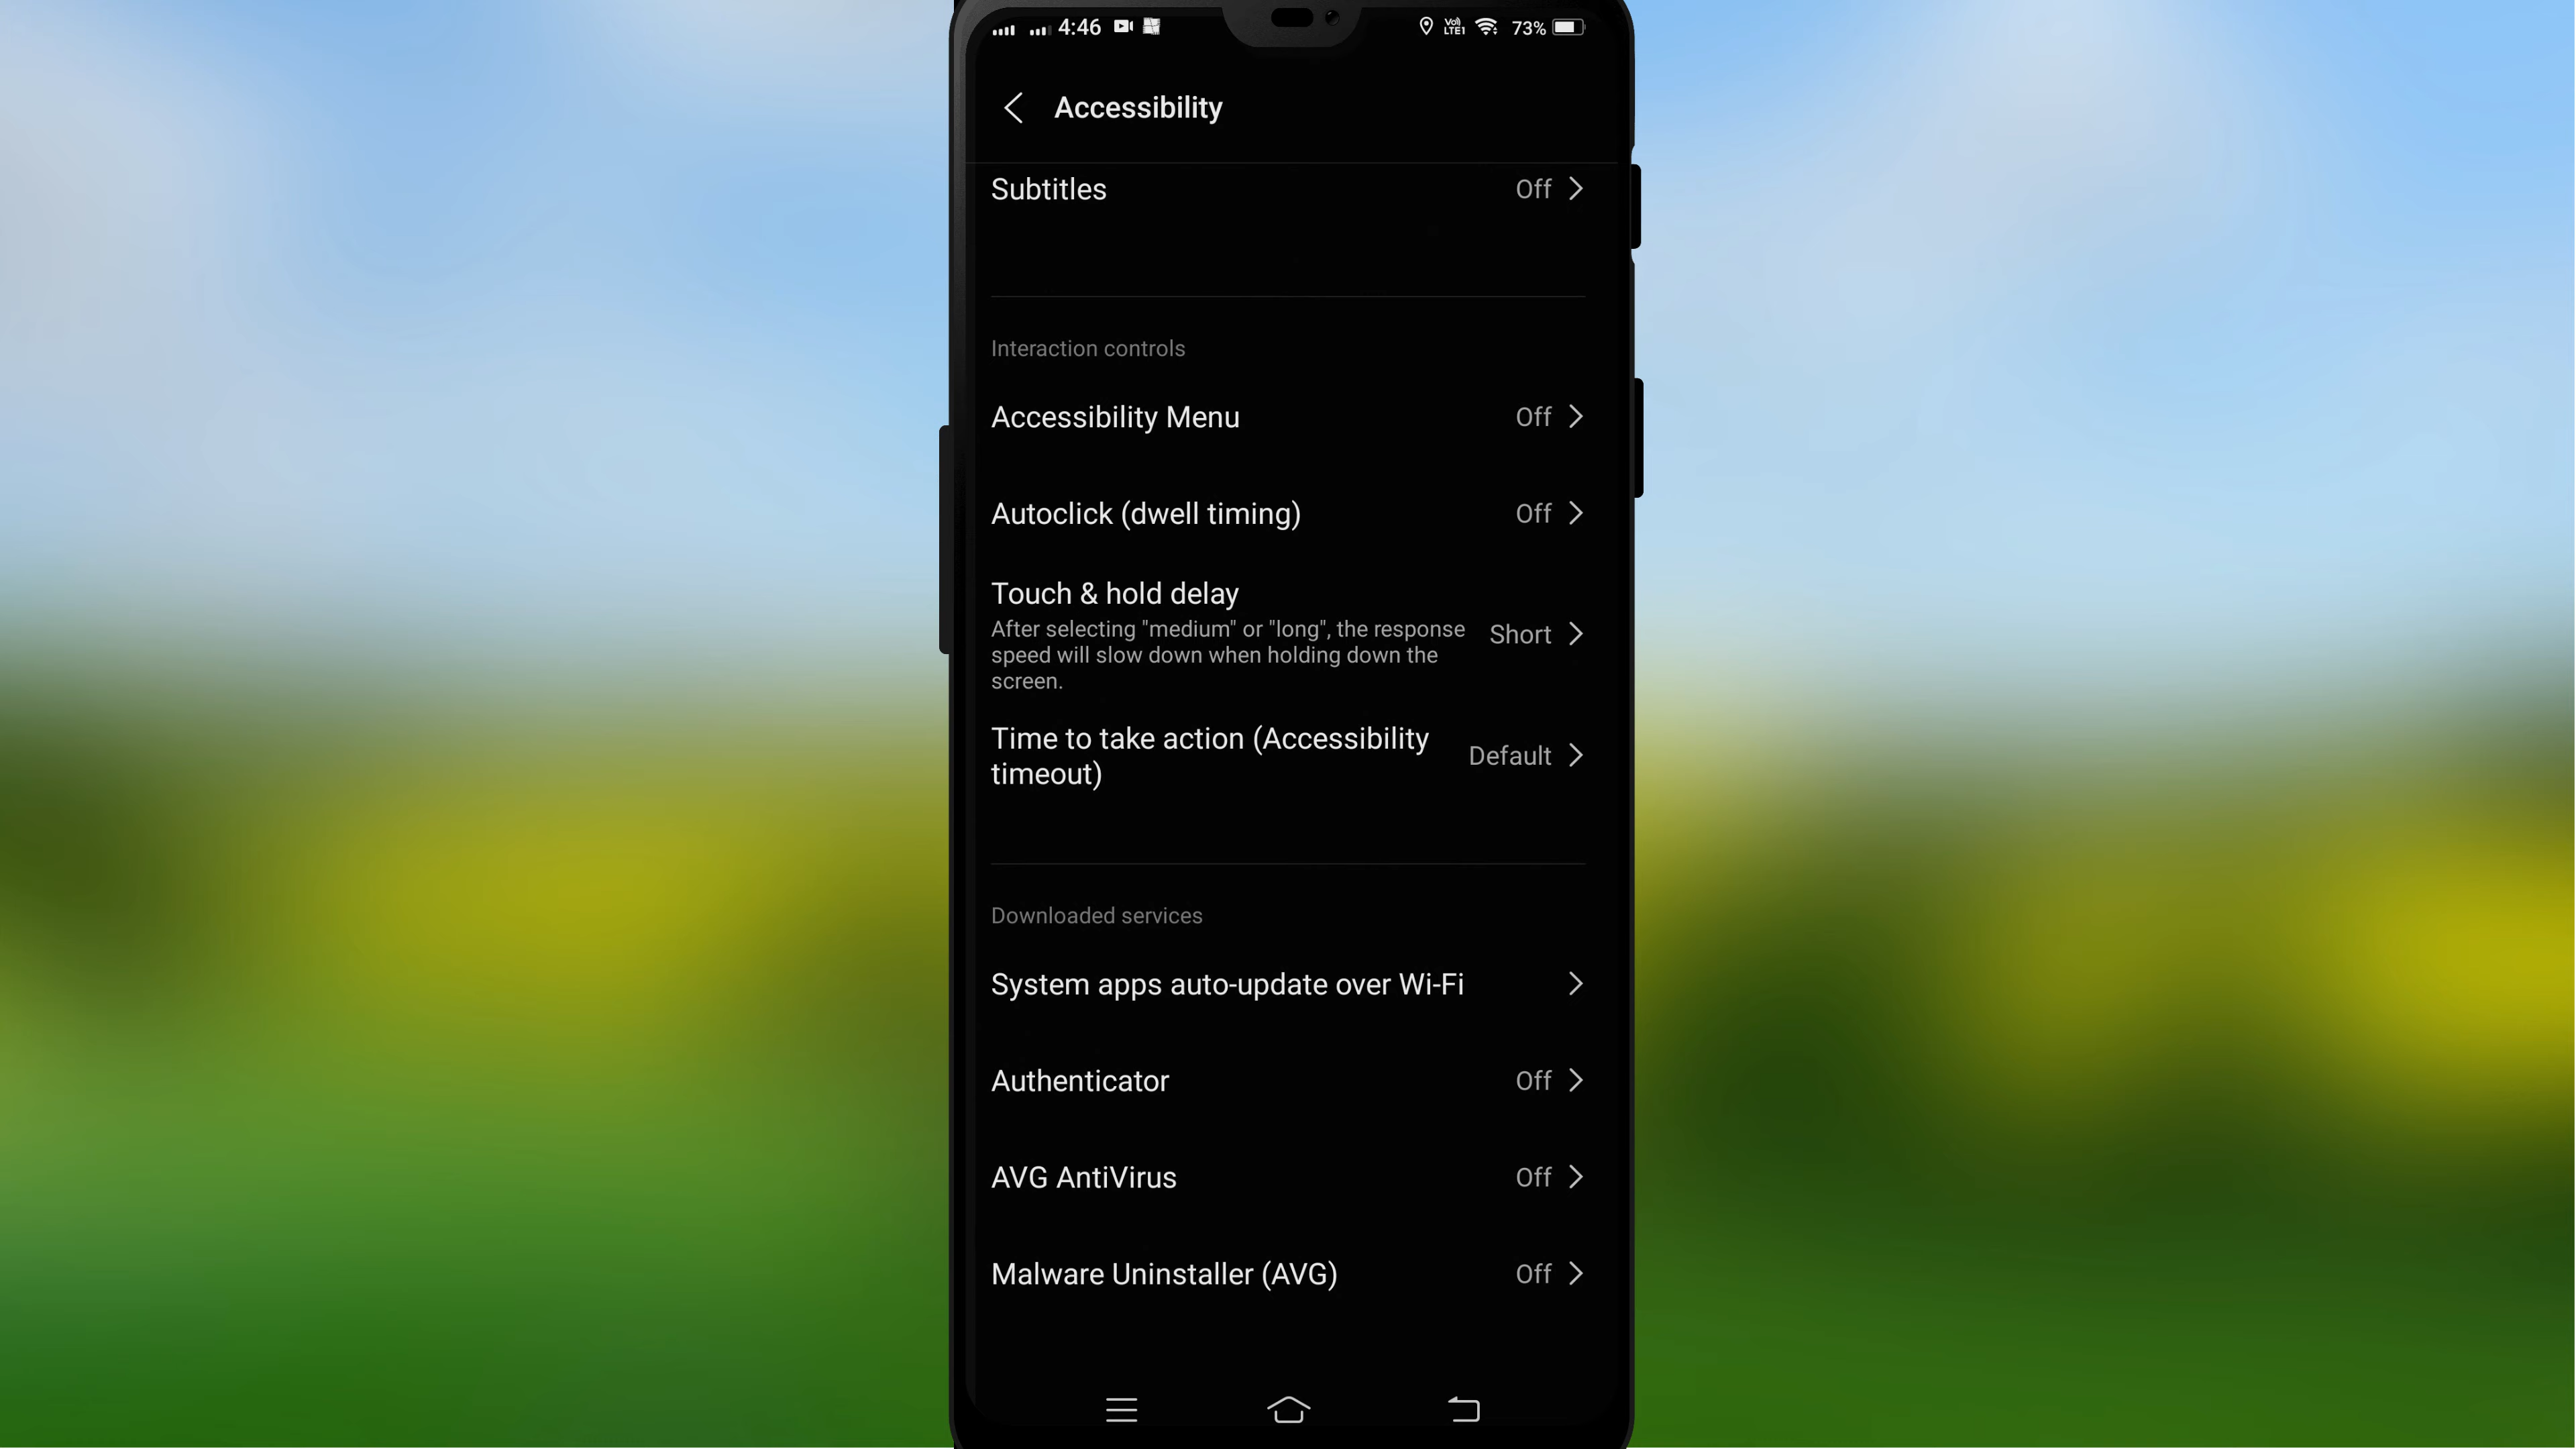 4:46
Vo)) LTE1
73%
Accessibility
Subtitles
Off
Interaction controls
Accessibility Menu
Off
Autoclick (dwell timing)
Off
Touch & hold delay
After selecting "medium" or "long", the response
speed will slow down when holding down the
screen.
Short
Time to take action (Accessibility
timeout)
Default
Downloaded services
System apps auto-update over Wi-Fi
Authenticator
Off
AVG AntiVirus
Off
Malware Uninstaller (AVG)
Off